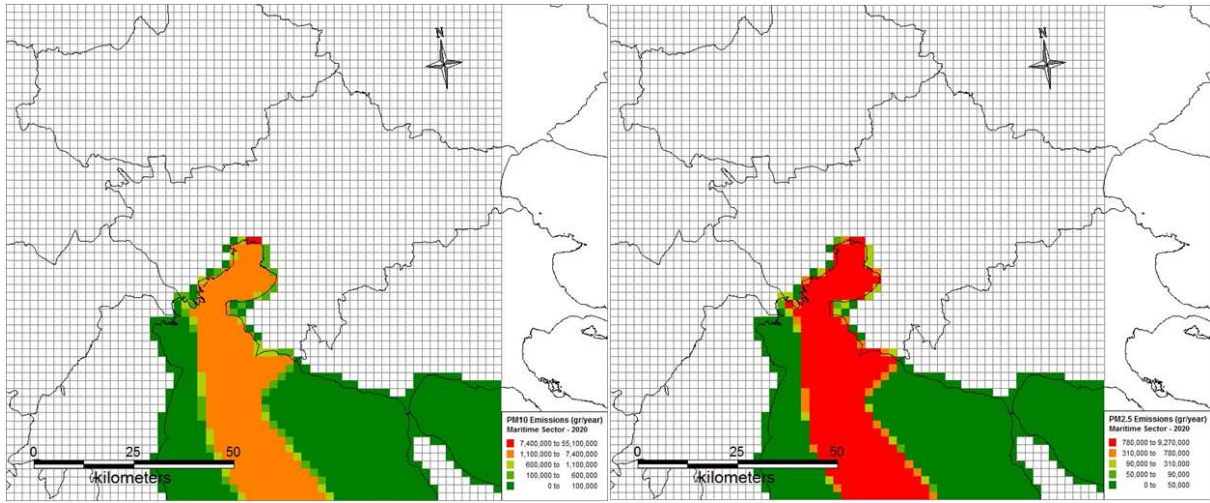 N
PM10 Emissions (gr/year)
Maritime Sector - 2020
7,400,000 to 55,100,000
1,100,000 to 7,400,000
600,000 to 1,100,000
100,000 to 600,000
0 to 100,000
0 25 50
kilometers
N
PM2.5 Emissions (gr/year)
Maritime Sector - 2020
780,000 to 9,270,000
310,000 to 780,000
90,000 to 310,000
50,000 to 90,000
0 to 50,000
0 25 50
kilometers